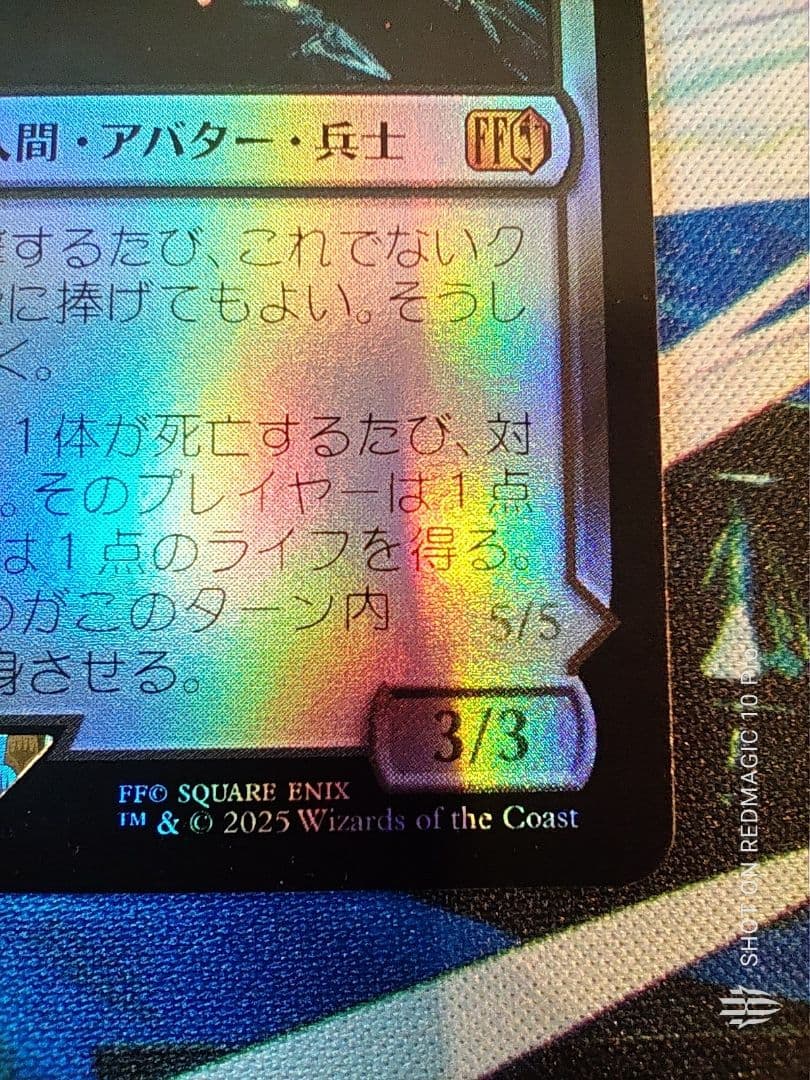 人間・アバター・兵士 FF
するたび、これでないク
に捧げてもよい。そうし
く。
1体が死亡するたび、対
。そのプレイヤーは1点
は1点のライフを得る。
のがこのターン内
身させる。
5/5
3/3
FF© SQUARE ENIX
™ & © 2025 Wizards of the Coast
SHOT ON REDMAGIC 10 Pro